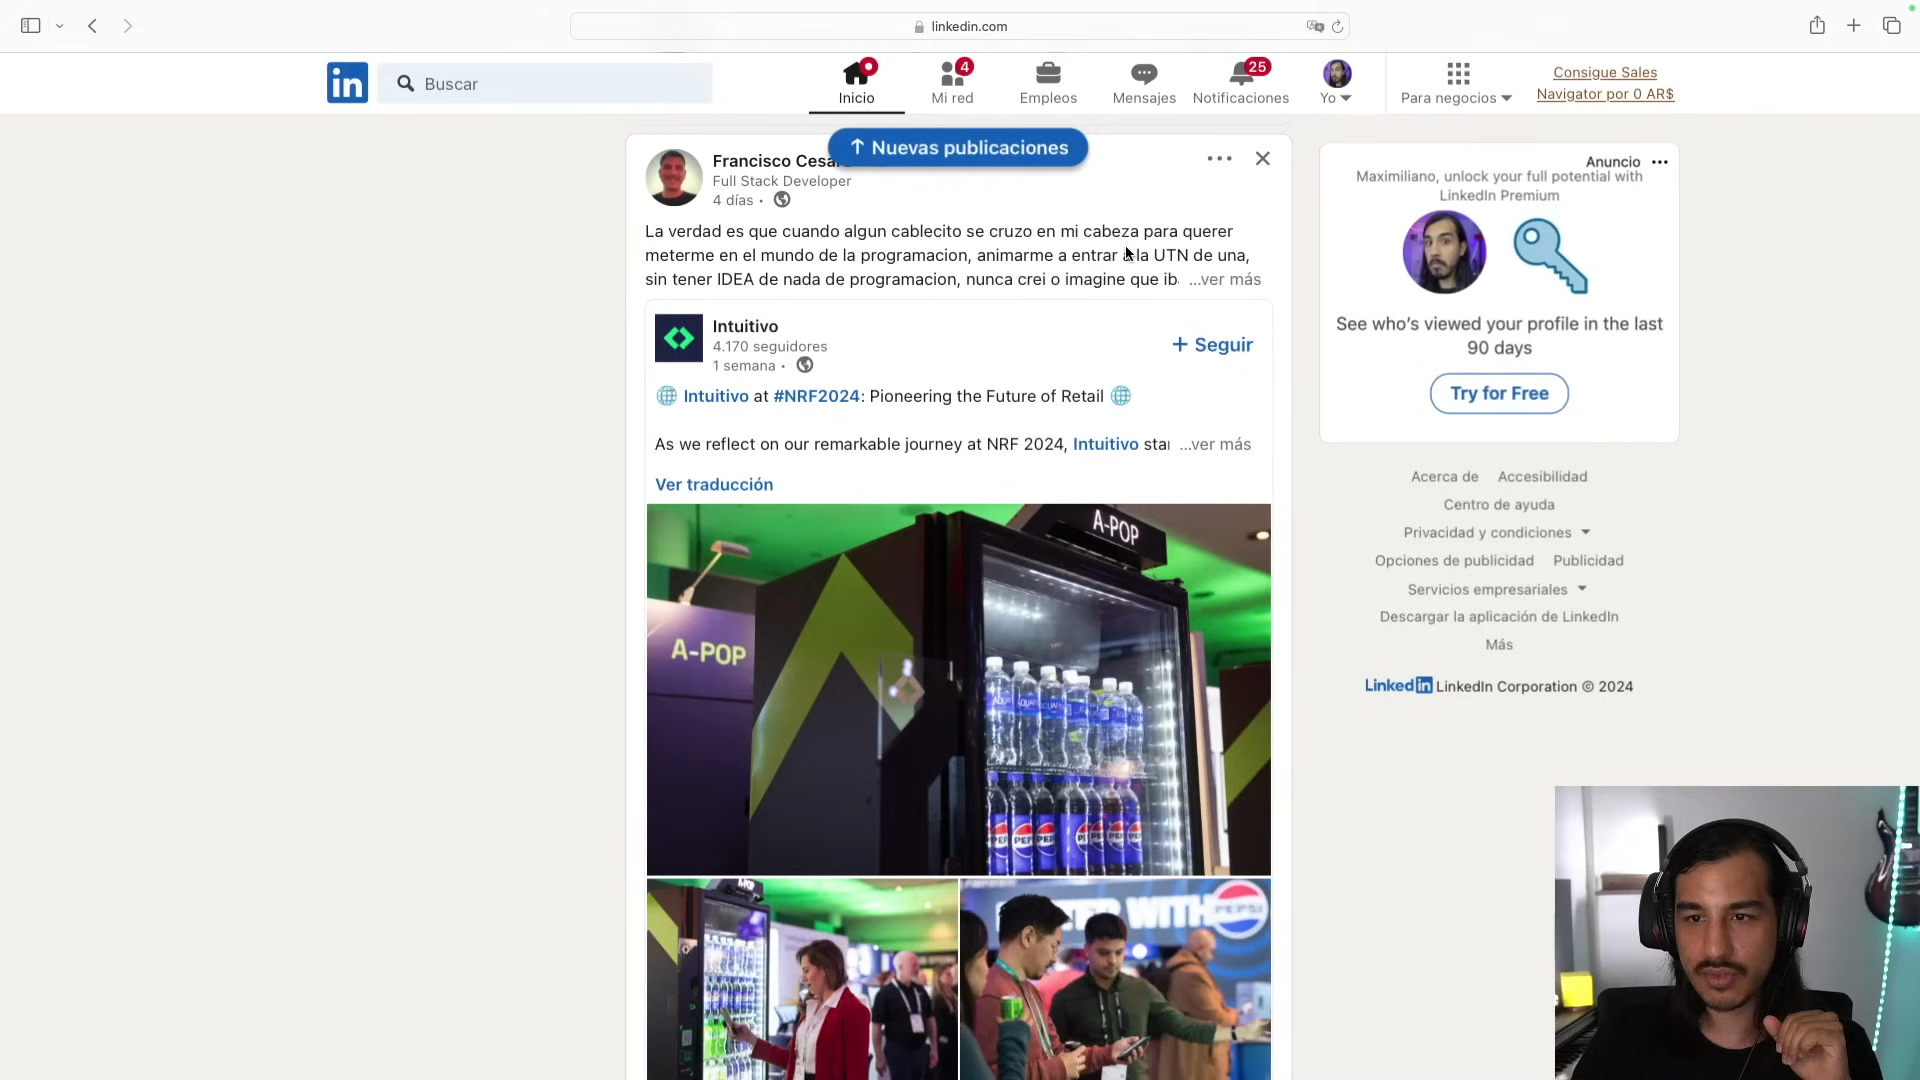 linkedin.com
in
Buscar
Inicio
4
Mi red
Empleos
Mensajes
25
Notificaciones
Yo
Para negocios
Consigue Sales
Navigator por 0 AR$
↑ Nuevas publicaciones
Francisco
Full Stack Developer
4 días •
La verdad es que cuando algun cablecito se cruzo en mi cabeza para querer
meterme en el mundo de la programacion, animarme a entrar a la UTN de una,
sin tener IDEA de nada de programacion, nunca crei o imagine que ib ...ver más
Intuitivo
4.170 seguidores
1 semana •
+ Seguir
Intuitivo at #NRF2024: Pioneering the Future of Retail
As we reflect on our remarkable journey at NRF 2024, Intuitivo sta ...ver más
Ver traducción
A-POP
A-POP
PEPSI
Anuncio
Maximiliano, unlock your full potential with
LinkedIn Premium
See who's viewed your profile in the last
90 days
Try for Free
Acerca de Accesibilidad
Centro de ayuda
Privacidad y condiciones
Opciones de publicidad Publicidad
Servicios empresariales
Descargar la aplicación de LinkedIn
Más
LinkedIn LinkedIn Corporation © 2024